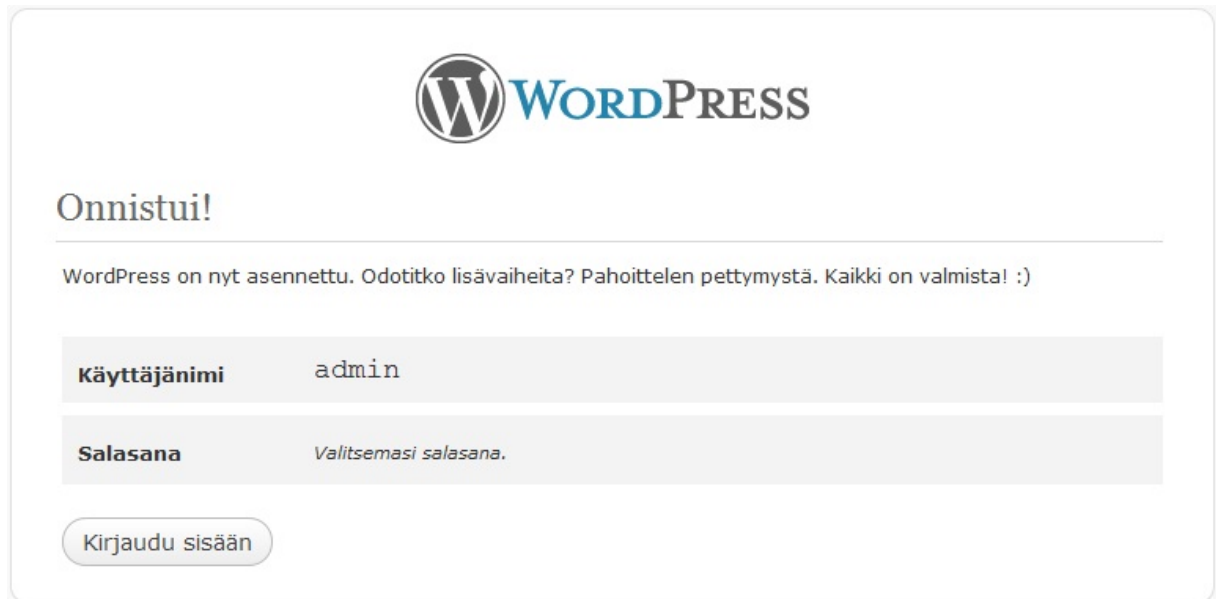 WORDPRESS
Onnistui!
WordPress on nyt asennettu. Odotitko lisävaiheita? Pahoittelen pettymystä. Kaikki on valmista! :)
Käyttäjänimi admin
Salasana Valitsemasi salasana.
Kirjaudu sisään